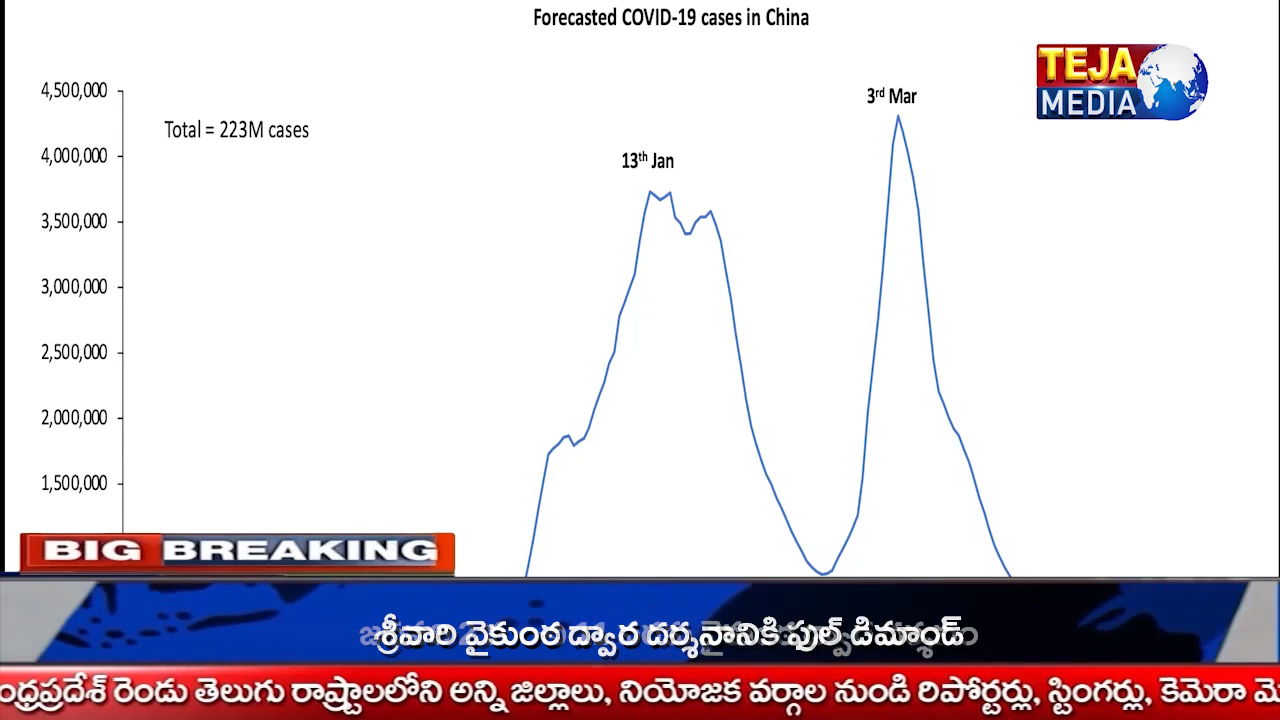 Forecasted COVID-19 cases in China
TEJA
MEDIA
4,500,000
3rd Mar
Total = 223M cases
4,000,000
13th Jan
3,500,000
3,000,000
2,500,000
2,000,000
1,500,000
BIG BREAKING
శ్రీవారి వైకుంఠ ద్వార దర్శనానికి ఫుల్ డిమాండ్
ంధ్రప్రదేశ్ రెండు తెలుగు రాష్ట్రాలలోని అన్ని జిల్లాలు, నియోజక వర్గాల నుండి రిపోర్టర్లు, స్టింగర్లు, కెమెరా మె